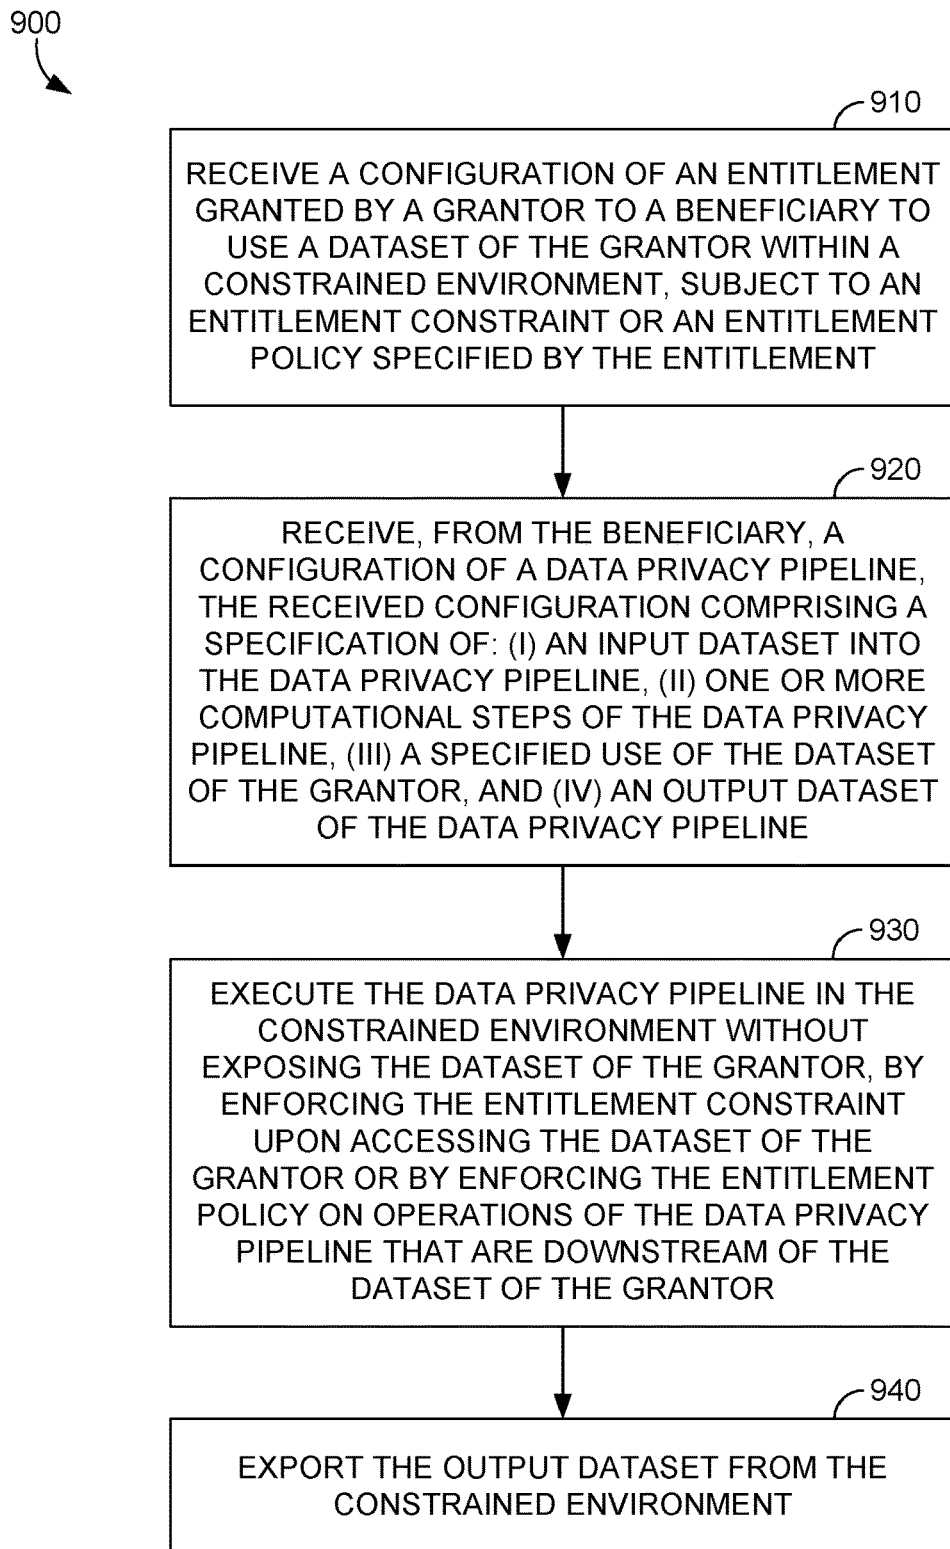 900
910
RECEIVE A CONFIGURATION OF AN ENTITLEMENT
GRANTED BY A GRANTOR TO A BENEFICIARY TO
USE A DATASET OF THE GRANTOR WITHIN A
CONSTRAINED ENVIRONMENT, SUBJECT TO AN
ENTITLEMENT CONSTRAINT OR AN ENTITLEMENT
POLICY SPECIFIED BY THE ENTITLEMENT
920
RECEIVE, FROM THE BENEFICIARY, A
CONFIGURATION OF A DATA PRIVACY PIPELINE,
THE RECEIVED CONFIGURATION COMPRISING A
SPECIFICATION OF: (I) AN INPUT DATASET INTO
THE DATA PRIVACY PIPELINE, (II) ONE OR MORE
COMPUTATIONAL STEPS OF THE DATA PRIVACY
PIPELINE, (III) A SPECIFIED USE OF THE DATASET
OF THE GRANTOR, AND (IV) AN OUTPUT DATASET
OF THE DATA PRIVACY PIPELINE
930
EXECUTE THE DATA PRIVACY PIPELINE IN THE
CONSTRAINED ENVIRONMENT WITHOUT
EXPOSING THE DATASET OF THE GRANTOR, BY
ENFORCING THE ENTITLEMENT CONSTRAINT
UPON ACCESSING THE DATASET OF THE
GRANTOR OR BY ENFORCING THE ENTITLEMENT
POLICY ON OPERATIONS OF THE DATA PRIVACY
PIPELINE THAT ARE DOWNSTREAM OF THE
DATASET OF THE GRANTOR
940
EXPORT THE OUTPUT DATASET FROM THE
CONSTRAINED ENVIRONMENT